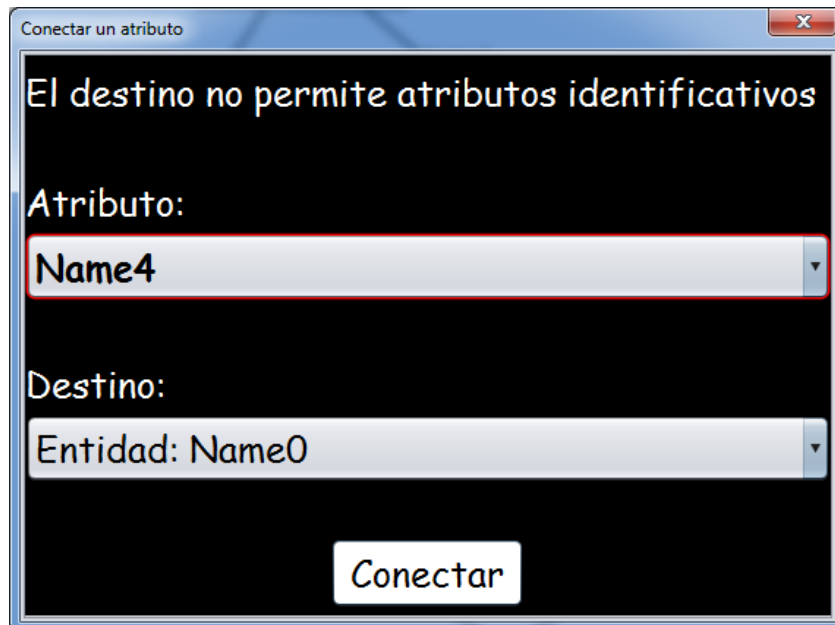 Conectar un atributo
El destino no permite atributos identificativos
Atributo:
Name4
Destino:
Entidad: Name0
Conectar